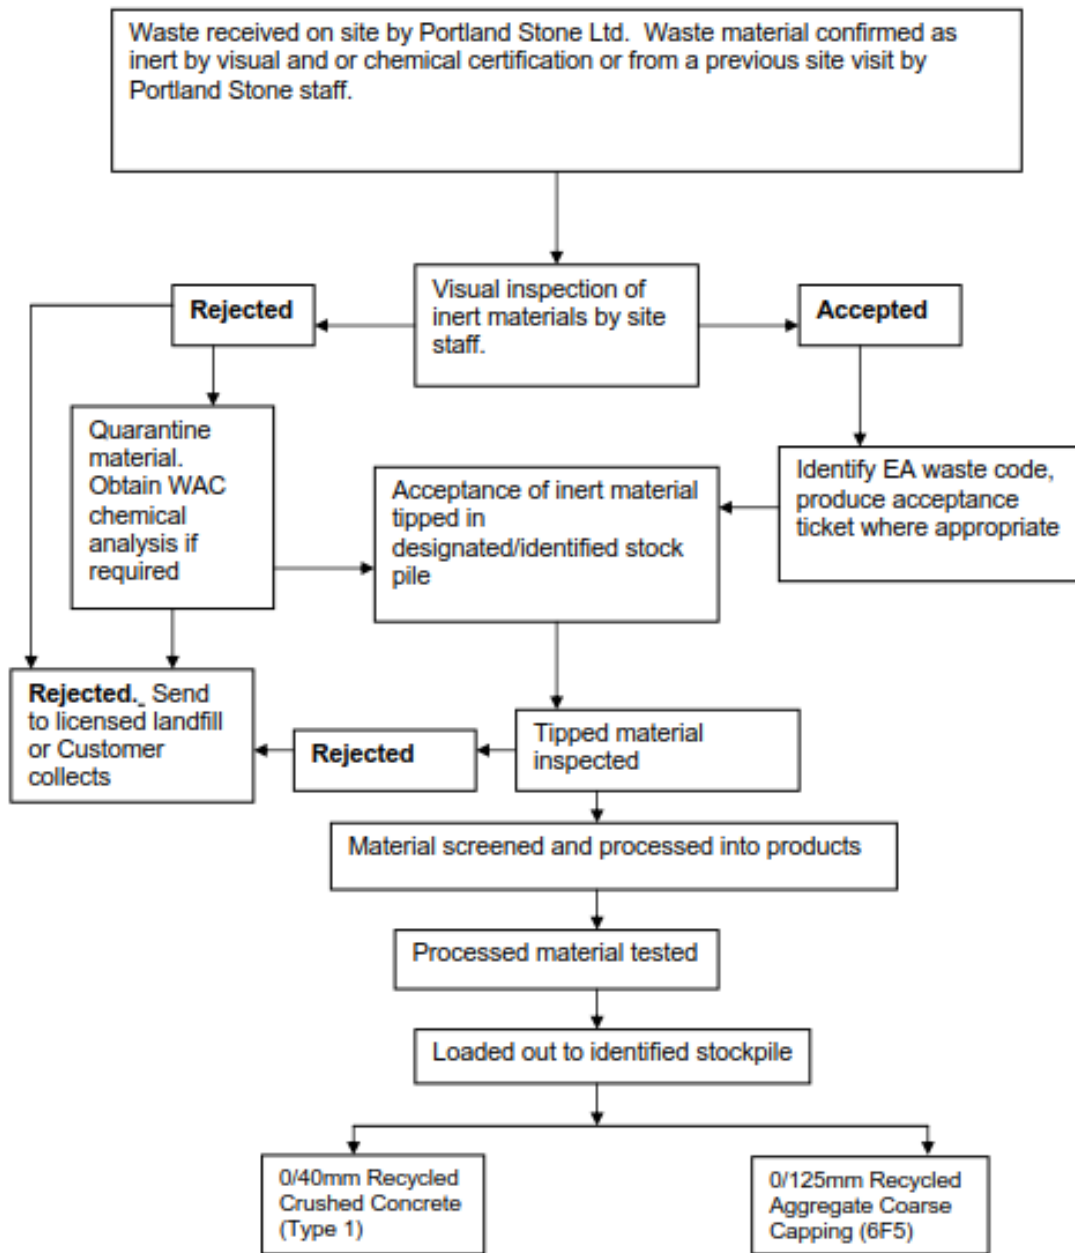 Waste received on site by Portland Stone Ltd.  Waste material confirmed as
inert by visual and or chemical certification or from a previous site visit by
Portland Stone staff.
Visual inspection of
inert materials by site
staff.
Rejected
Accepted
Quarantine
material.
Obtain WAC
chemical
analysis if
required
Acceptance of inert material
tipped in
designated/identified stock
pile
Identify EA waste code,
produce acceptance
ticket where appropriate
Rejected. Send
to licensed landfill
or Customer
collects
Rejected
Tipped material
inspected
Material screened and processed into products
Processed material tested
Loaded out to identified stockpile
0/40mm Recycled
Crushed Concrete
(Type 1)
0/125mm Recycled
Aggregate Coarse
Capping (6F5)